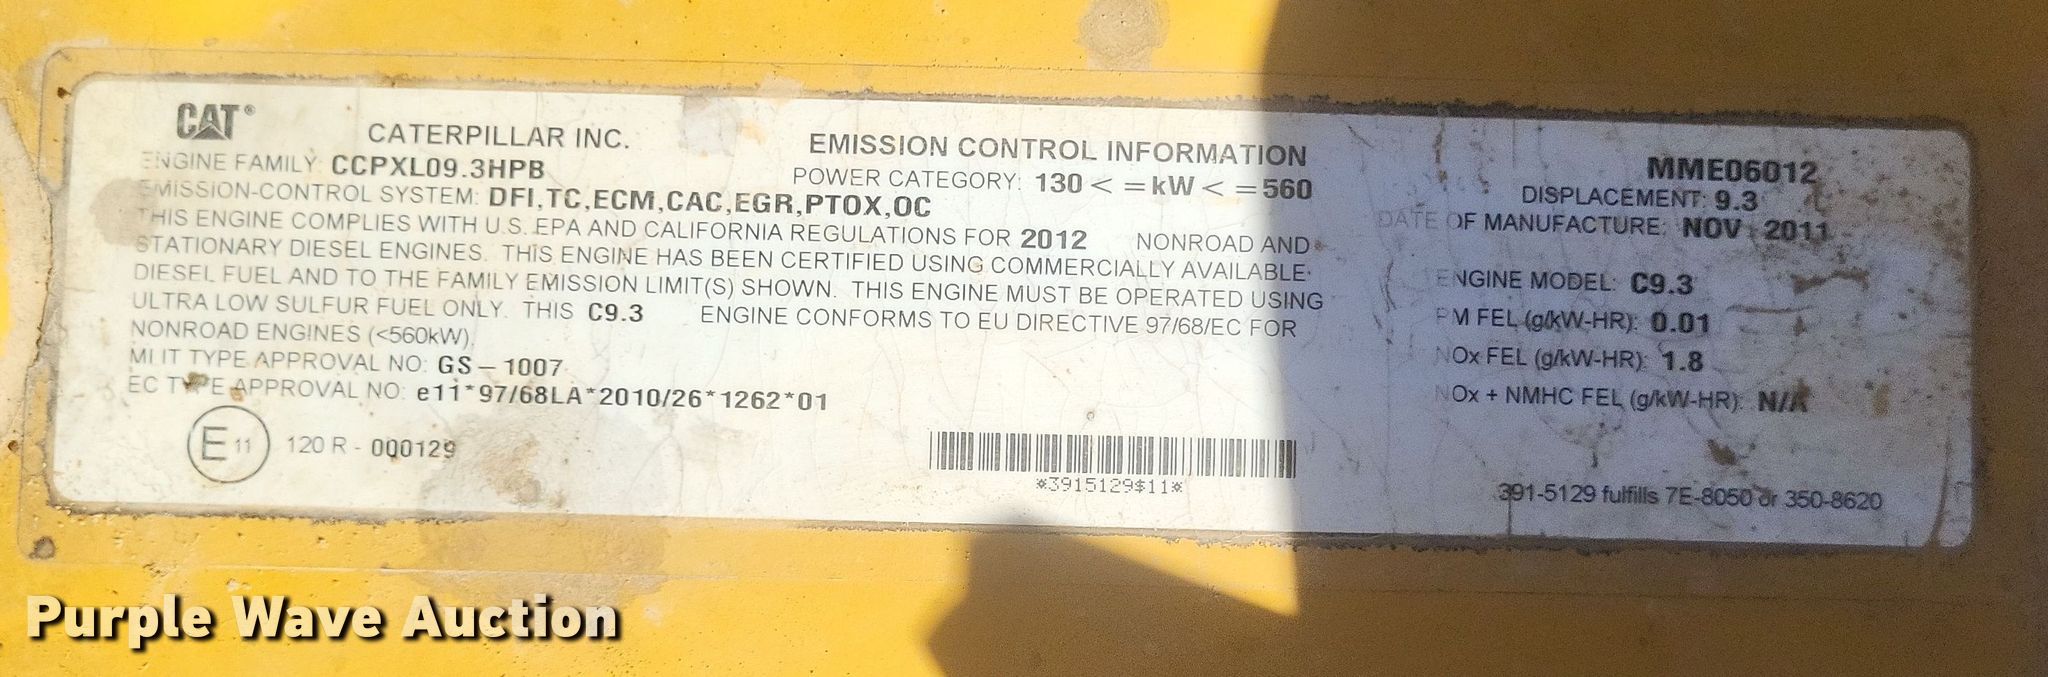 CAT®
CATERPILLAR INC.
EMISSION CONTROL INFORMATION
MME06012
ENGINE FAMILY: CCPXL09.3HPB
POWER CATEGORY: 130 < =kW < =560
DISPLACEMENT: 9.3
EMISSION-CONTROL SYSTEM: DFI,TC,ECM,CAC,EGR,PTOX,OC
DATE OF MANUFACTURE: NOV 2011
THIS ENGINE COMPLIES WITH U.S. EPA AND CALIFORNIA REGULATIONS FOR 2012 NONROAD AND
STATIONARY DIESEL ENGINES. THIS ENGINE HAS BEEN CERTIFIED USING COMMERCIALLY AVAILABLE
DIESEL FUEL AND TO THE FAMILY EMISSION LIMIT(S) SHOWN. THIS ENGINE MUST BE OPERATED USING
ULTRA LOW SULFUR FUEL ONLY. THIS C9.3 ENGINE CONFORMS TO EU DIRECTIVE 97/68/EC FOR
NONROAD ENGINES (<560kW).
ENGINE MODEL: C9.3
PM FEL (g/kW-HR): 0.01
NOx FEL (g/kW-HR): 1.8
NOx + NMHC FEL (g/kW-HR): N/A
MLIT TYPE APPROVAL NO: GS-1007
EC TYPE APPROVAL NO: e11*97/68LA*2010/26*1262*01
E 11 120 R - 000129
*3915129$11*
391-5129 fulfills 7E-8050 or 350-8620
Purple Wave Auction